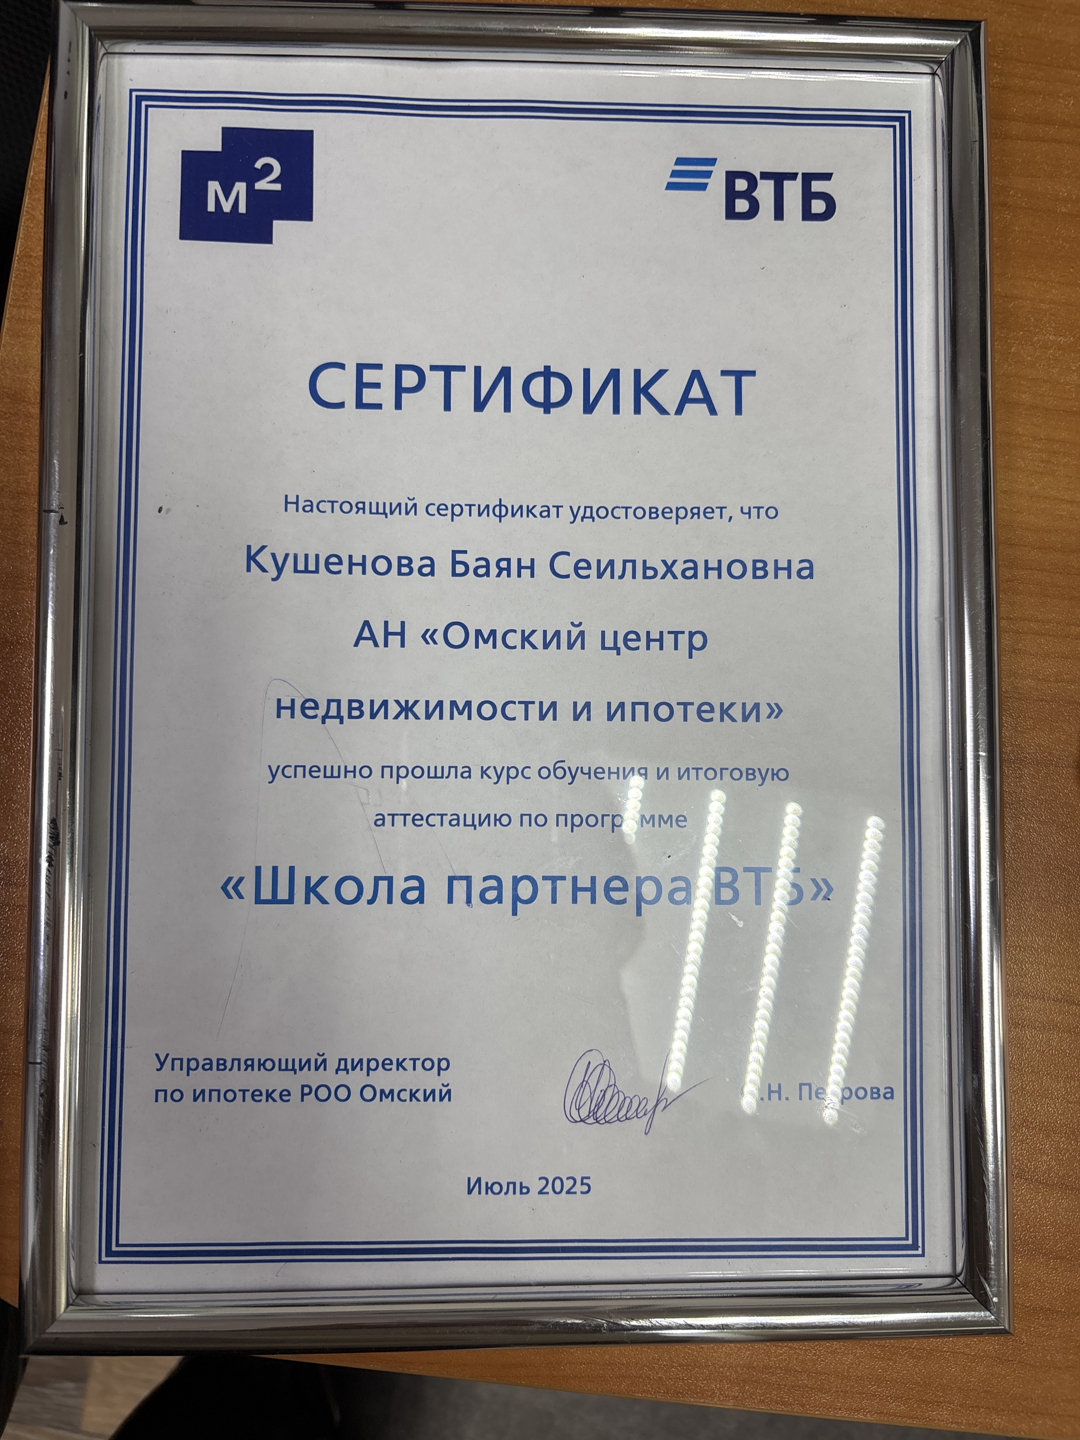 м²
ВТБ
СЕРТИФИКАТ
Настоящий сертификат удостоверяет, что
Кушенова Баян Сеильхановна
АН «Омский центр
недвижимости и ипотеки»
успешно прошла курс обучения и итоговую
аттестацию по программе
«Школа партнера ВТБ»
Управляющий директор
по ипотеке РОО Омский
.Н. Петрова
Июль 2025